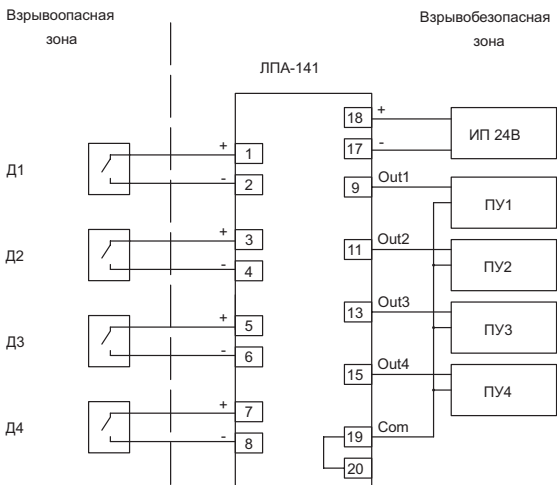 Взрывоопасная
зона
Взрывобезопасная
зона
ЛПА-141
18
+
17
-
ИП 24В
Д1
+
1
-
2
9
Out1
ПУ1
Д2
+
3
-
4
11
Out2
ПУ2
Д3
+
5
-
6
13
Out3
ПУ3
15
Out4
ПУ4
Д4
+
7
-
8
19
Com
20